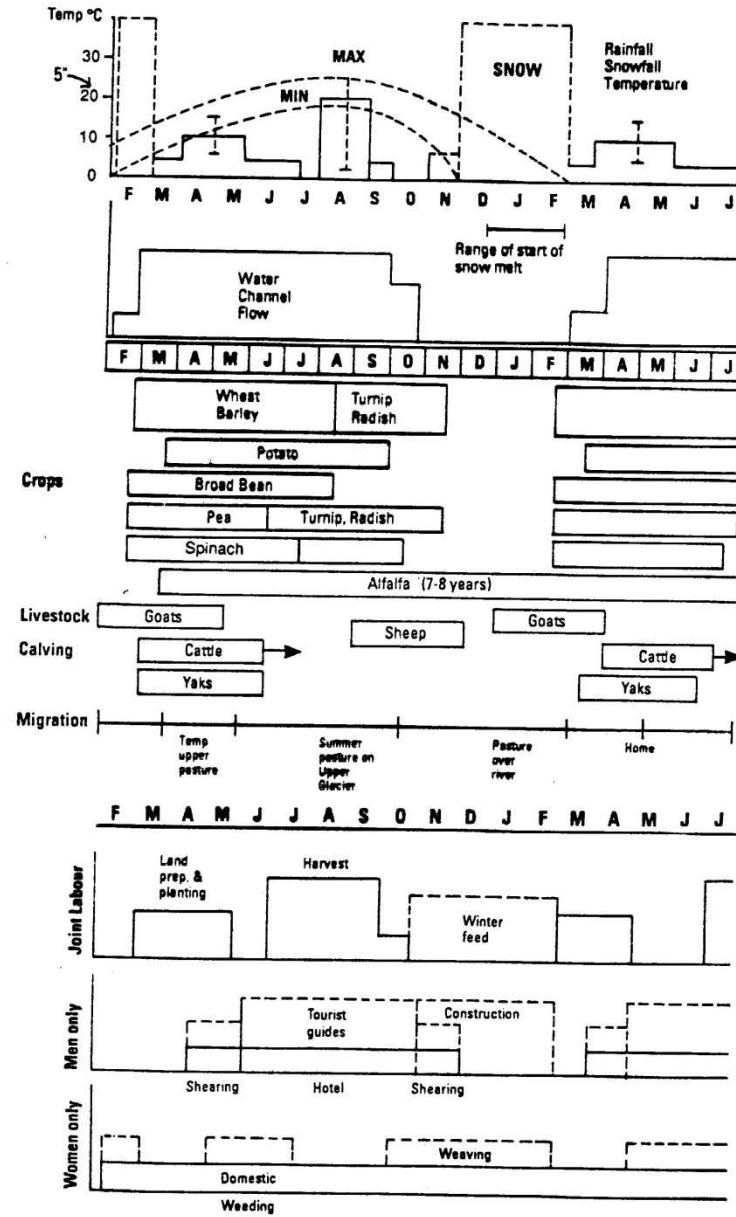 Temp °C
30
5"
20
10
0
MAX
MIN
SNOW
Rainfall
Snowfall
Temperature
F M A M J J A S O N D J F M A M J J
Range of start of
snow melt
Water
Channel
Flow
F M A M J J A S O N D J F M A M J J
Crops
Wheat
Barley
Turnip
Radish
Potato
Broad Bean
Pea
Turnip, Radish
Spinach
Alfalfa (7-8 years)
Livestock
Calving
Goats
Sheep
Goats
Cattle
Cattle
Yaks
Yaks
Migration
Temp
upper
pasture
Summer
pasture on
Upper
Glacier
Pasture
over
river
Home
F M A M J J A S O N D J F M A M J J
Joint Labour
Land
prep. &
planting
Harvest
Winter
feed
Men only
Tourist
guides
Construction
Shearing
Hotel
Shearing
Women only
Weaving
Domestic
Weeding